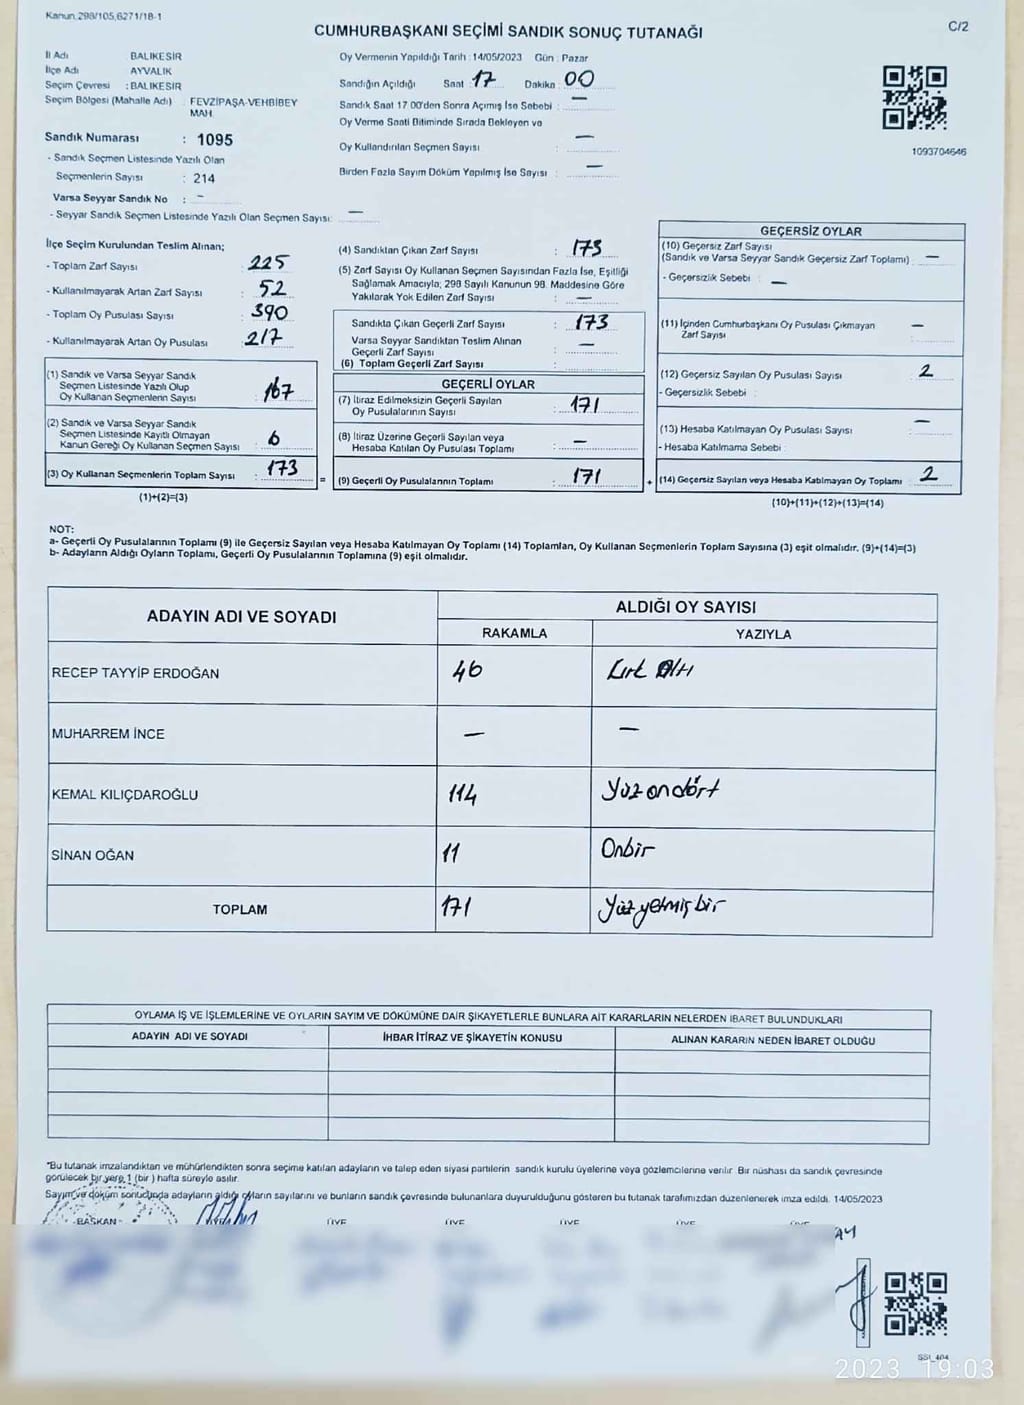 Kanun.298/105,6271/18-1
CUMHURBAŞKANI SEÇİMİ SANDIK SONUÇ TUTANAĞI
C/2
İl Adı BALIKESİR
İlçe Adı AYVALIK
Seçim Çevresi : BALIKESİR
Seçim Bölgesi (Mahalle Adı) : FEVZİPAŞA-VEHBİBEY
MAH.
Sandık Numarası : 1095
- Sandık Seçmen Listesinde Yazılı Olan
Seçmenlerin Sayısı : 214
Varsa Seyyar Sandık No : -
- Seyyar Sandık Seçmen Listesinde Yazılı Olan Seçmen Sayısı: —
Oy Vermenin Yapıldığı Tarih : 14/05/2023 Gün : Pazar
Sandığın Açıldığı Saat : 17 Dakika : 00
Sandık Saat 17 00'den Sonra Açımış İse Sebebi : —
Oy Verme Saati Bitiminde Sırada Bekleyen ve
Oy Kullandırılan Seçmen Sayısı : —
Birden Fazla Sayım Döküm Yapılmış İse Sayısı : —
1093704646
İlçe Seçim Kurulundan Teslim Alınan;
- Toplam Zarf Sayısı : 225
- Kullanılmayarak Artan Zarf Sayısı : 52
- Toplam Oy Pusulası Sayısı : 390
- Kullanılmayarak Artan Oy Pusulası : 217
(1) Sandık ve Varsa Seyyar Sandık
Seçmen Listesinde Yazılı Olup
Oy Kullanan Seçmenlerin Sayısı : 167
(2) Sandık ve Varsa Seyyar Sandık
Seçmen Listesinde Kayıtlı Olmayan
Kanun Gereği Oy Kullanan Seçmen Sayısı : 6
(3) Oy Kullanan Seçmenlerin Toplam Sayısı : 173
(1)+(2)=(3)
(4) Sandıktan Çıkan Zarf Sayısı : 173
(5) Zarf Sayısı Oy Kullanan Seçmen Sayısından Fazla İse, Eşitliği
Sağlamak Amacıyla; 298 Sayılı Kanunun 98. Maddesine Göre
Yakılarak Yok Edilen Zarf Sayısı : —
Sandıkta Çıkan Geçerli Zarf Sayısı : 173
Varsa Seyyar Sandıktan Teslim Alınan
Geçerli Zarf Sayısı : —
(6) Toplam Geçerli Zarf Sayısı :
GEÇERLİ OYLAR
(7) İtiraz Edilmeksizin Geçerli Sayılan
Oy Pusulalarının Sayısı : 171
(8) İtiraz Üzerine Geçerli Sayılan veya
Hesaba Katılan Oy Pusulası Toplamı : —
= (9) Geçerli Oy Pusulalarının Toplamı : 171
GEÇERSİZ OYLAR
(10) Geçersiz Zarf Sayısı
(Sandık ve Varsa Seyyar Sandık Geçersiz Zarf Toplamı) : —
- Geçersizlik Sebebi : —
(11) İçinden Cumhurbaşkanı Oy Pusulası Çıkmayan
Zarf Sayısı —
(12) Geçersiz Sayılan Oy Pusulası Sayısı 2
- Geçersizlik Sebebi :
(13) Hesaba Katılmayan Oy Pusulası Sayısı —
- Hesaba Katılmama Sebebi :
+ (14) Geçersiz Sayılan veya Hesaba Katılmayan Oy Toplamı : 2
(10)+(11)+(12)+(13)=(14)
NOT:
a- Geçerli Oy Pusulalarının Toplamı (9) ile Geçersiz Sayılan veya Hesaba Katılmayan Oy Toplamı (14) Toplamları, Oy Kullanan Seçmenlerin Toplam Sayısına (3) eşit olmalıdır. (9)+(14)=(3)
b- Adayların Aldığı Oyların Toplamı, Geçerli Oy Pusulalarının Toplamına (9) eşit olmalıdır.
ADAYIN ADI VE SOYADI ALDIĞI OY SAYISI
RAKAMLA YAZIYLA
RECEP TAYYİP ERDOĞAN 46 Kırk Altı
MUHARREM İNCE — —
KEMAL KILIÇDAROĞLU 114 Yüzondört
SİNAN OĞAN 11 Onbir
TOPLAM 171 Yüzyetmişbir
OYLAMA İŞ VE İŞLEMLERİNE VE OYLARIN SAYIM VE DÖKÜMÜNE DAİR ŞİKAYETLERLE BUNLARA AİT KARARLARIN NELERDEN İBARET BULUNDUKLARI
ADAYIN ADI VE SOYADI İHBAR İTİRAZ VE ŞİKAYETİN KONUSU ALINAN KARARIN NEDEN İBARET OLDUĞU
*Bu tutanak imzalandıktan ve mühürlendikten sonra seçime katılan adayların ve talep eden siyasi partilerin sandık kurulu üyelerine veya gözlemcilerine verilir. Bir nüshası da sandık çevresinde
görülecek bir yere 1 (bir) hafta süreyle asılır.
Sayım ve döküm sonucunda adayların aldığı oyların sayılarını ve bunların sandık çevresinde bulunanlara duyurulduğunu gösteren bu tutanak tarafımızdan düzenlenerek imza edildi. 14/05/2023
BAŞKAN ÜYE ÜYE ÜYE ÜYE ÜYE
2023 19:03